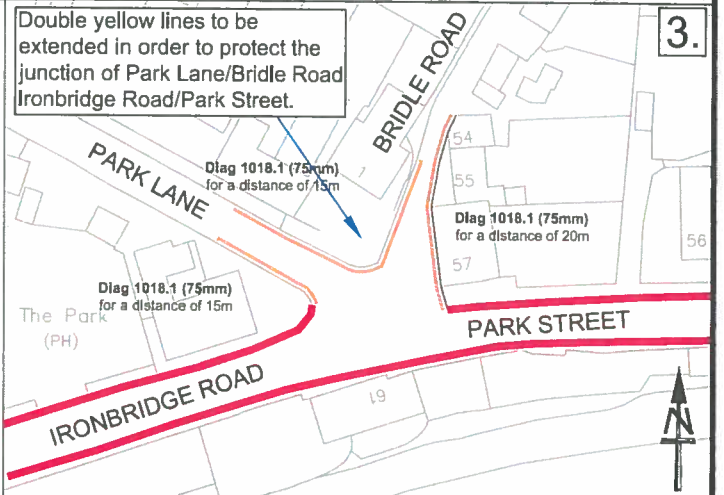 Double yellow lines to be
extended in order to protect the
junction of Park Lane/Bridle Road
Ironbridge Road/Park Street.
3.
BRIDLE ROAD
PARK LANE
Diag 1018.1 (75mm)
for a distance of 15m
1
54
55
Diag 1018.1 (75mm)
for a distance of 20m
56
57
Diag 1018.1 (75mm)
for a distance of 15m
The Park
(PH)
PARK STREET
IRONBRIDGE ROAD
61
N